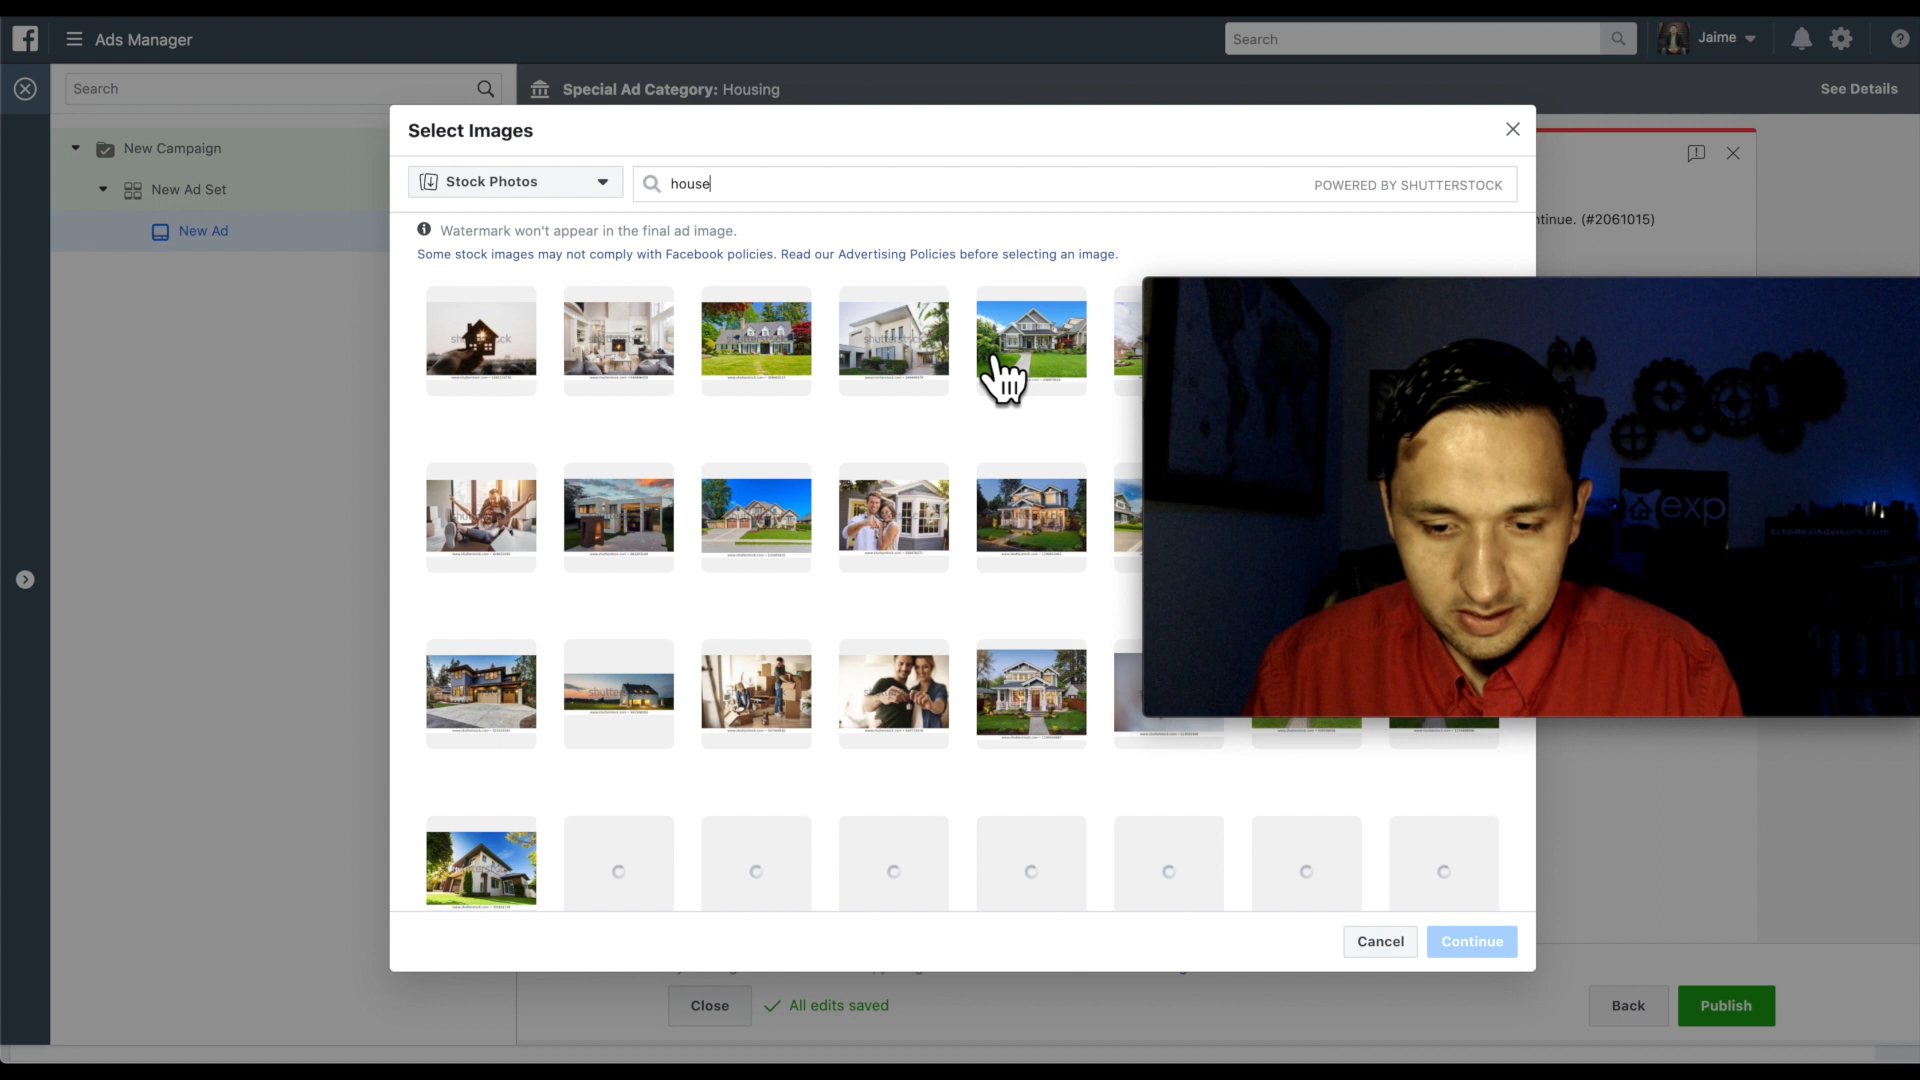 Ads Manager
Search
Jaime
Search
Special Ad Category: Housing
See Details
New Campaign
New Ad Set
New Ad
Select Images
Stock Photos
house
POWERED BY SHUTTERSTOCK
Watermark won't appear in the final ad image.
Some stock images may not comply with Facebook policies. Read our Advertising Policies before selecting an image.
ntinue. (#2061015)
exp
Cancel
Continue
Close
All edits saved
Back
Publish